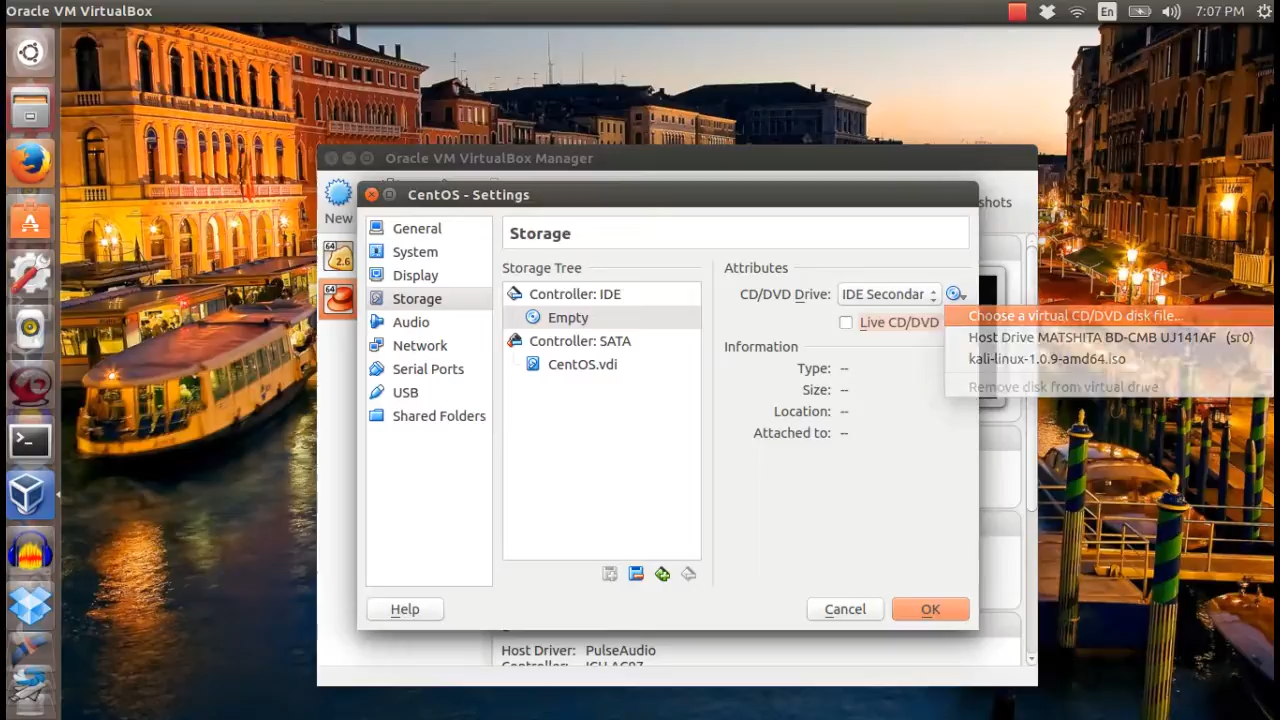 Oracle VM VirtualBox
En
7:07 PM
Oracle VM VirtualBox Manager
New
shots
CentOS - Settings
64
2.6
64
General
System
Display
Storage
Audio
Network
Serial Ports
USB
Shared Folders
Storage
Storage Tree
Controller: IDE
Empty
Controller: SATA
CentOS.vdi
Attributes
CD/DVD Drive:
IDE Secondar
Live CD/DVD
Information
Type: --
Size: --
Location: --
Attached to: --
Choose a virtual CD/DVD disk file...
Host Drive MATSHITA BD-CMB UJ141AF (sr0)
kali-linux-1.0.9-amd64.iso
Remove disk from virtual drive
Help
Cancel
OK
Host Driver: PulseAudio